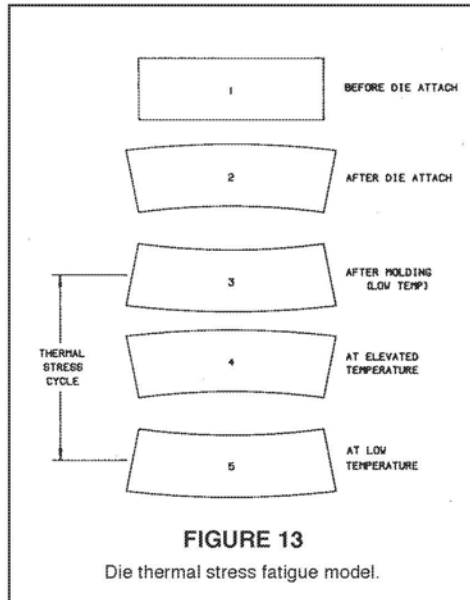 1
BEFORE DIE ATTACH
2
AFTER DIE ATTACH
3
AFTER MOLDING
(LOW TEMP)
THERMAL
STRESS
CYCLE
4
AT ELEVATED
TEMPERATURE
5
AT LOW
TEMPERATURE
FIGURE 13
Die thermal stress fatigue model.